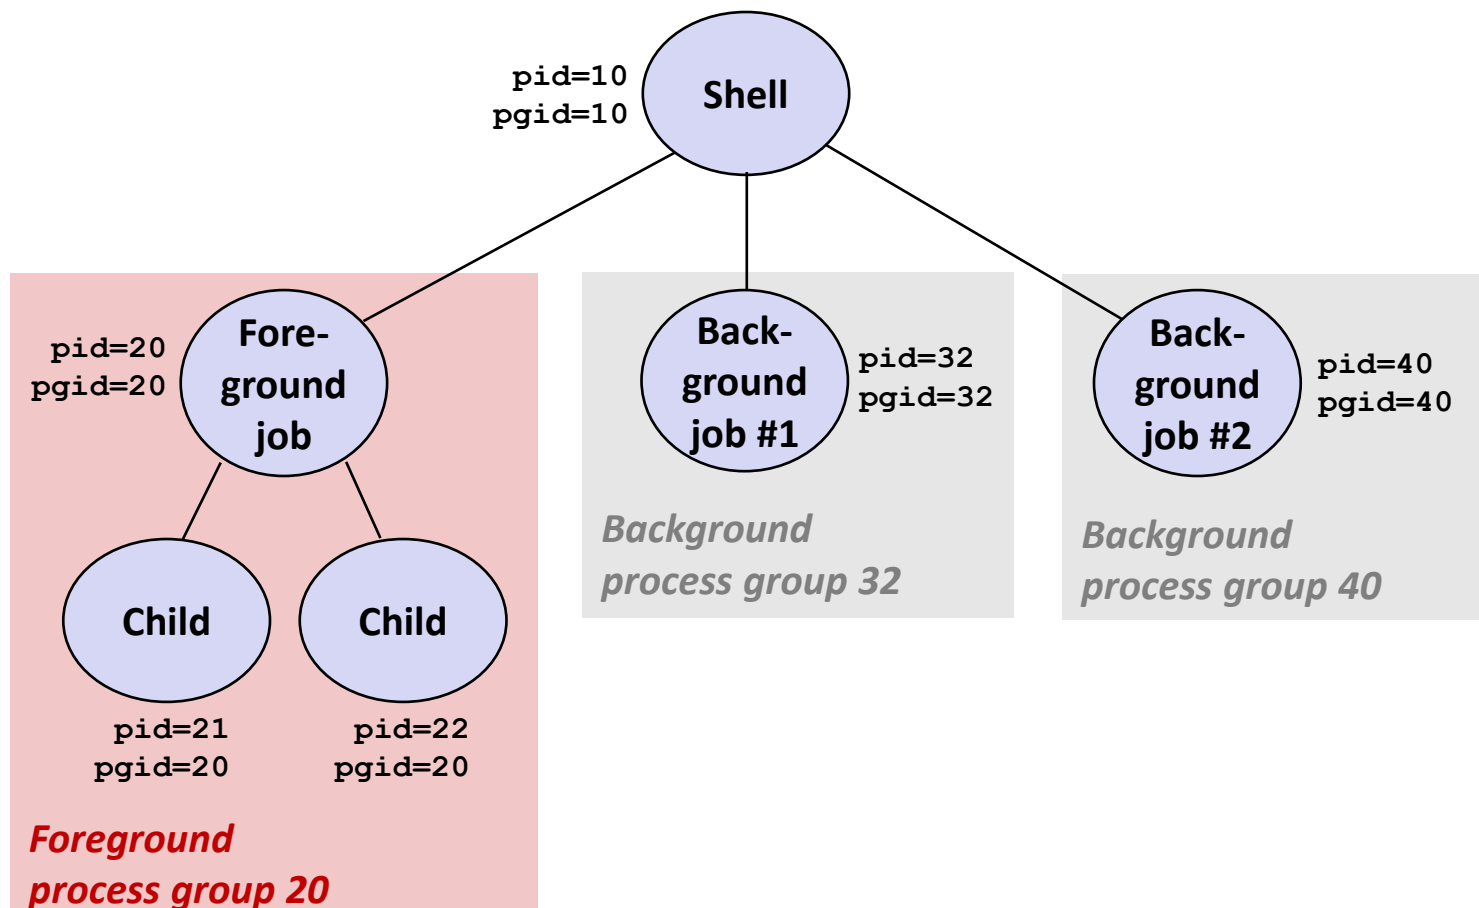 pid=10
pgid=10
Shell
pid=20
pgid=20
Fore-
ground
job
Back-
ground
job #1
pid=32
pgid=32
Back-
ground
job #2
pid=40
pgid=40
Background
process group 32
Background
process group 40
Child
Child
pid=21
pgid=20
pid=22
pgid=20
Foreground
process group 20